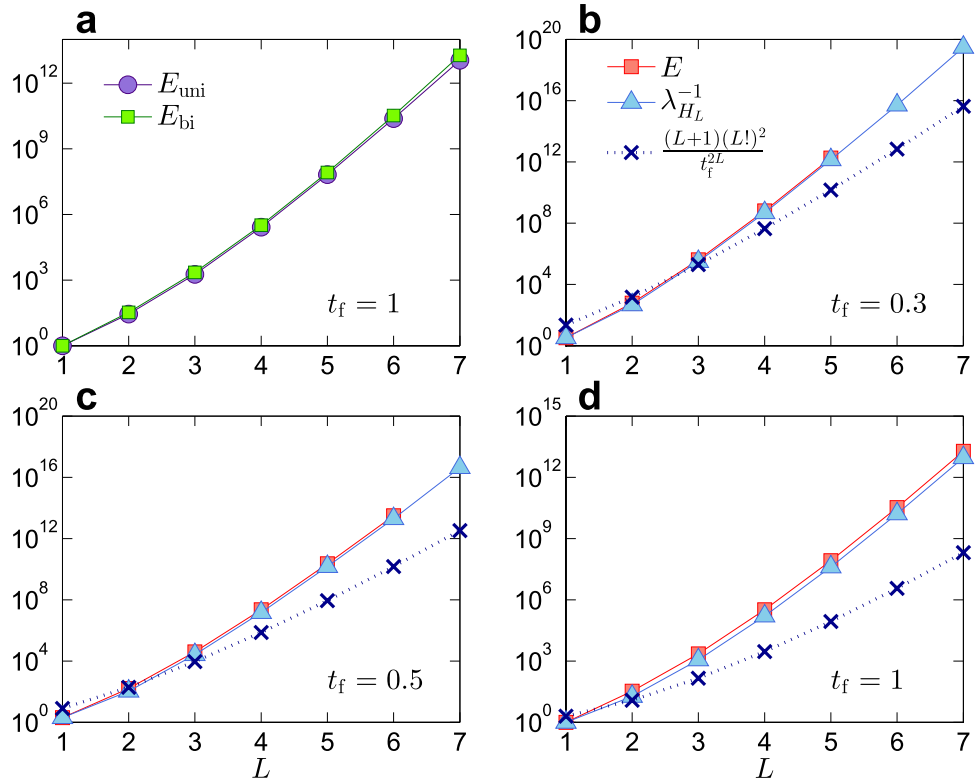 a
10^12
10^9
10^6
10^3
10^0
E_uni
E_bi
t_f = 1
1 2 3 4 5 6 7
b
10^20
10^16
10^12
10^8
10^4
10^0
E
λ_{H_L}^{-1}
(L+1)(L!)^2 / t_f^{2L}
t_f = 0.3
1 2 3 4 5 6 7
c
10^20
10^16
10^12
10^8
10^4
10^0
t_f = 0.5
1 2 3 4 5 6 7
L
d
10^15
10^12
10^9
10^6
10^3
10^0
t_f = 1
1 2 3 4 5 6 7
L